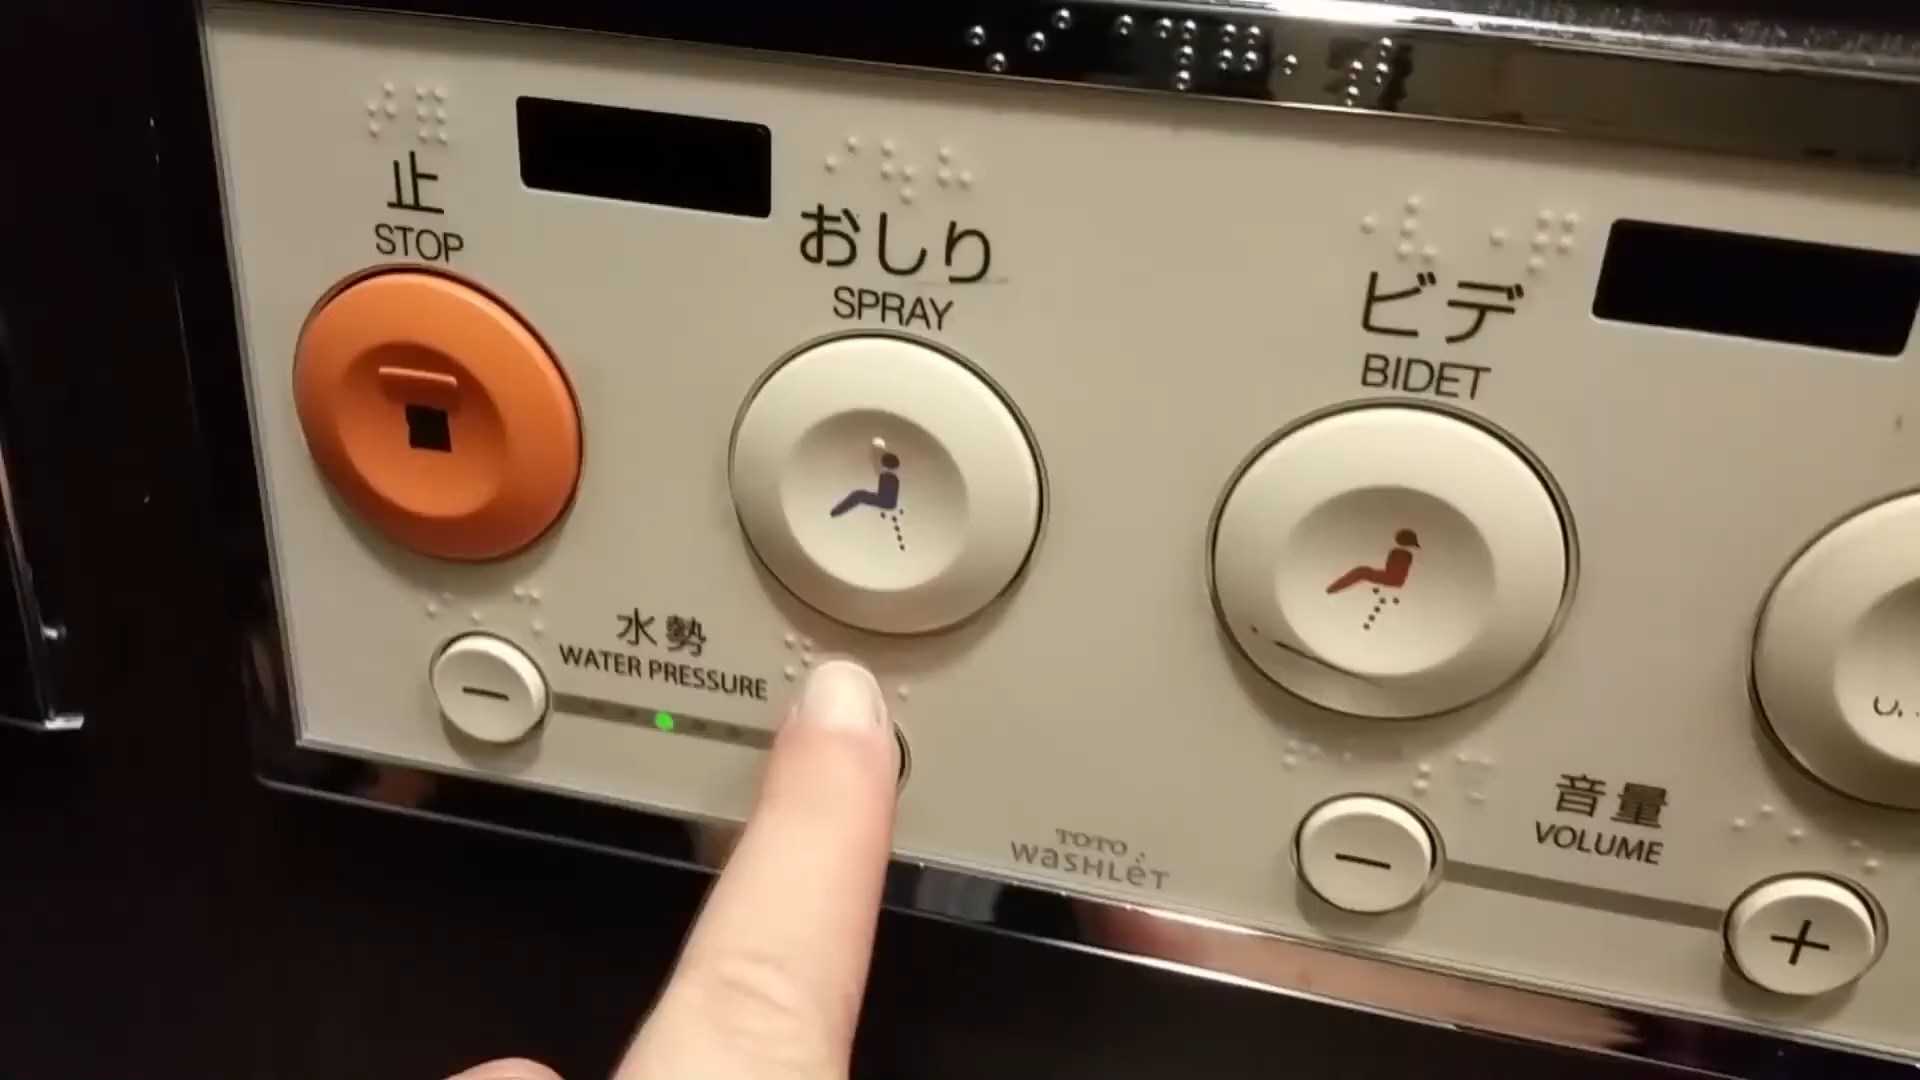 止
STOP
おしり
SPRAY
ビデ
BIDET
水勢
WATER PRESSURE
−
TOTO
WASHLET
音量
VOLUME
−
+